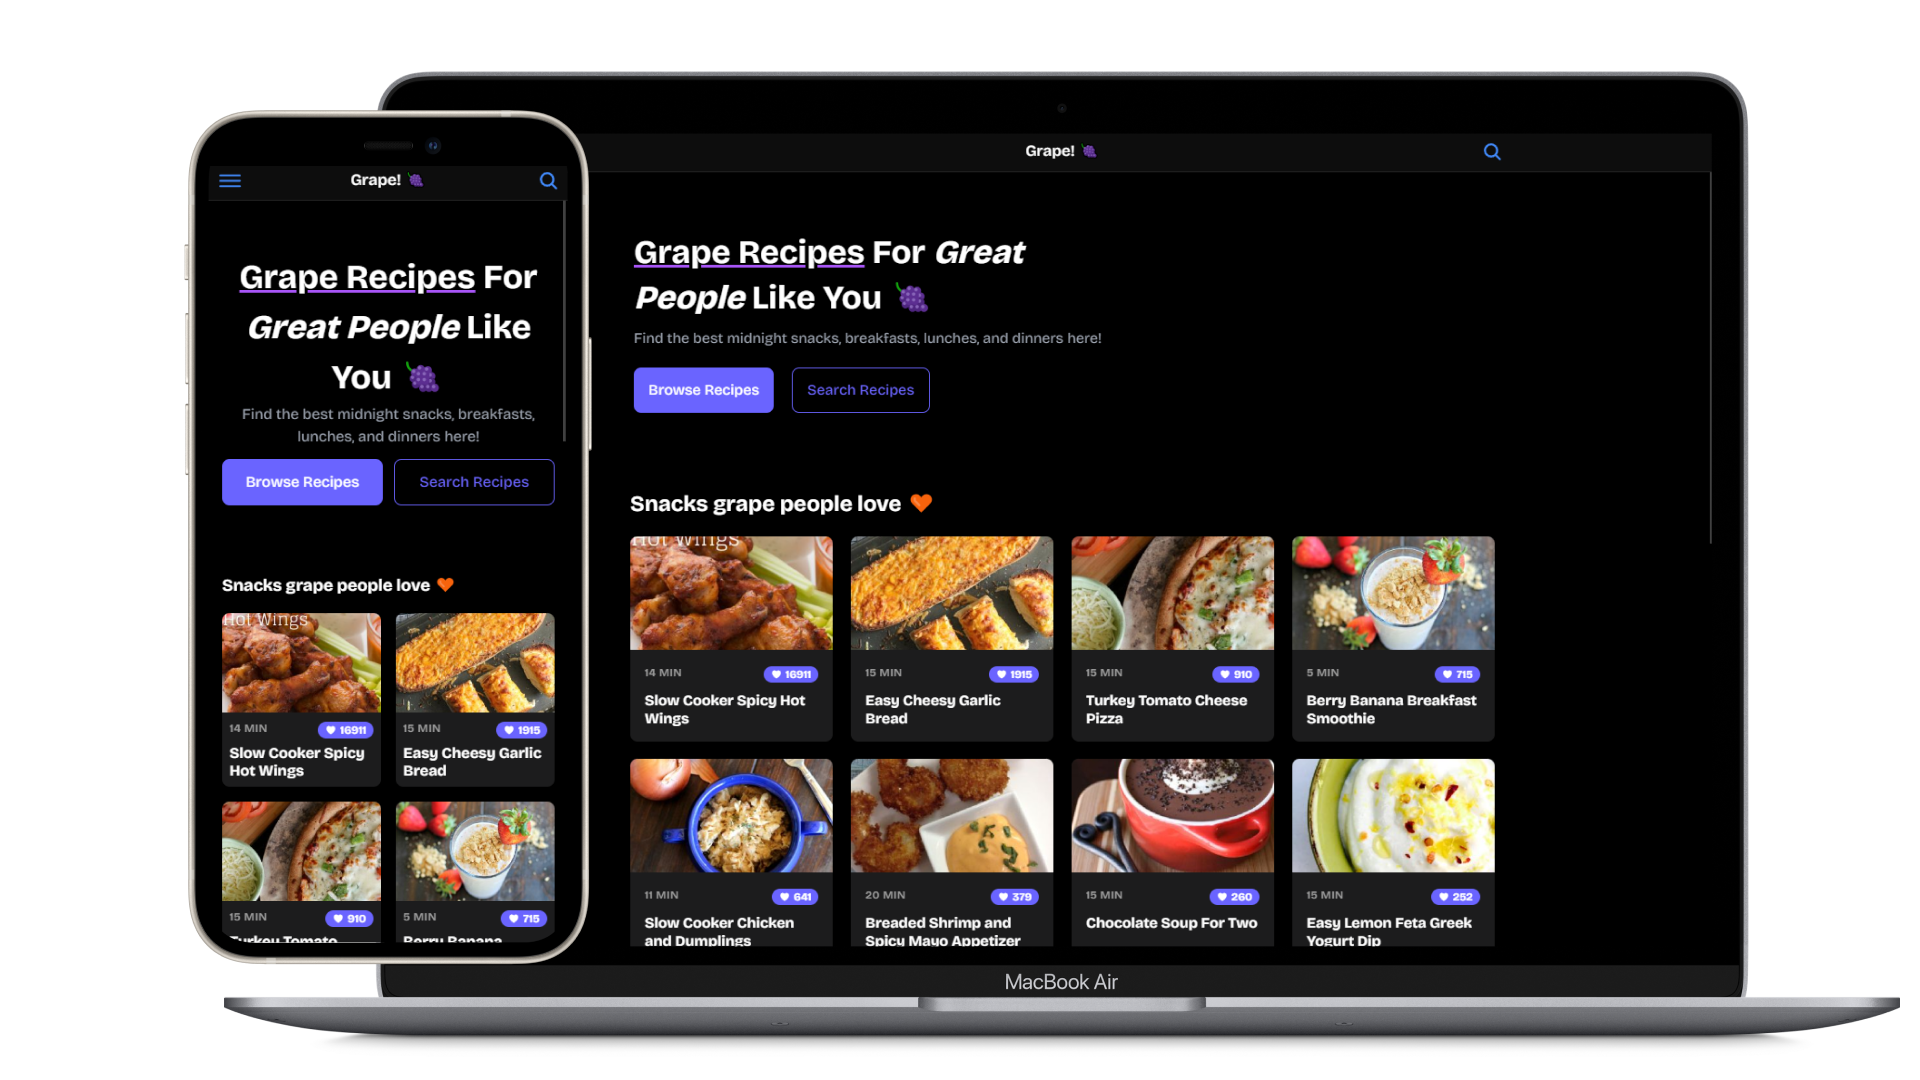 Grape! 🍇
Grape Recipes For
Great People Like
You 🍇
Find the best midnight snacks, breakfasts,
lunches, and dinners here!
Browse Recipes
Search Recipes
Snacks grape people love 🧡
Hot Wings
14 MIN
16911
Slow Cooker Spicy
Hot Wings
15 MIN
1915
Easy Cheesy Garlic
Bread
15 MIN
910
Turkey Tomato
5 MIN
715
Berry Banana
Grape! 🍇
Grape Recipes For Great
People Like You 🍇
Find the best midnight snacks, breakfasts, lunches, and dinners here!
Browse Recipes
Search Recipes
Snacks grape people love 🧡
Hot Wings
14 MIN
16911
Slow Cooker Spicy Hot
Wings
15 MIN
1915
Easy Cheesy Garlic
Bread
15 MIN
910
Turkey Tomato Cheese
Pizza
5 MIN
715
Berry Banana Breakfast
Smoothie
11 MIN
641
Slow Cooker Chicken
and Dumplings
20 MIN
379
Breaded Shrimp and
Spicy Mayo Appetizer
15 MIN
260
Chocolate Soup For Two
15 MIN
252
Easy Lemon Feta Greek
Yogurt Dip
MacBook Air